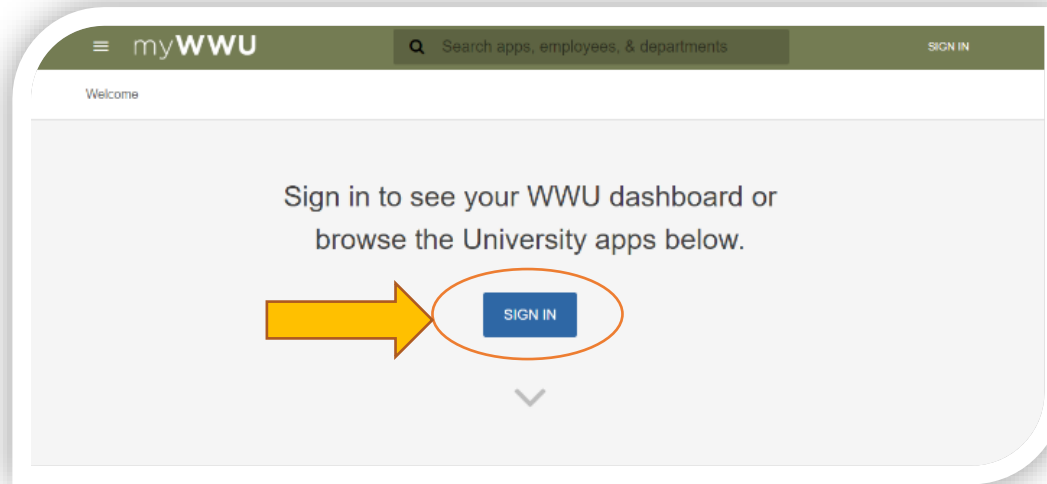 myWWU
Search apps, employees, & departments
SIGN IN
Welcome
Sign in to see your WWU dashboard or
browse the University apps below.
SIGN IN